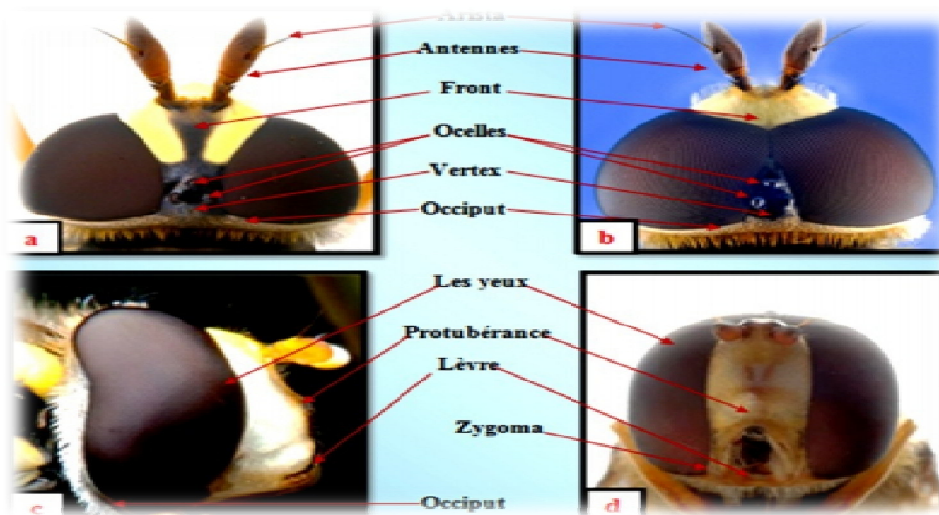 Antennes
Front
Ocelles
Vertex
Occiput
a
b
Les yeux
Protubérance
Lèvre
Zygoma
Occiput
c
d